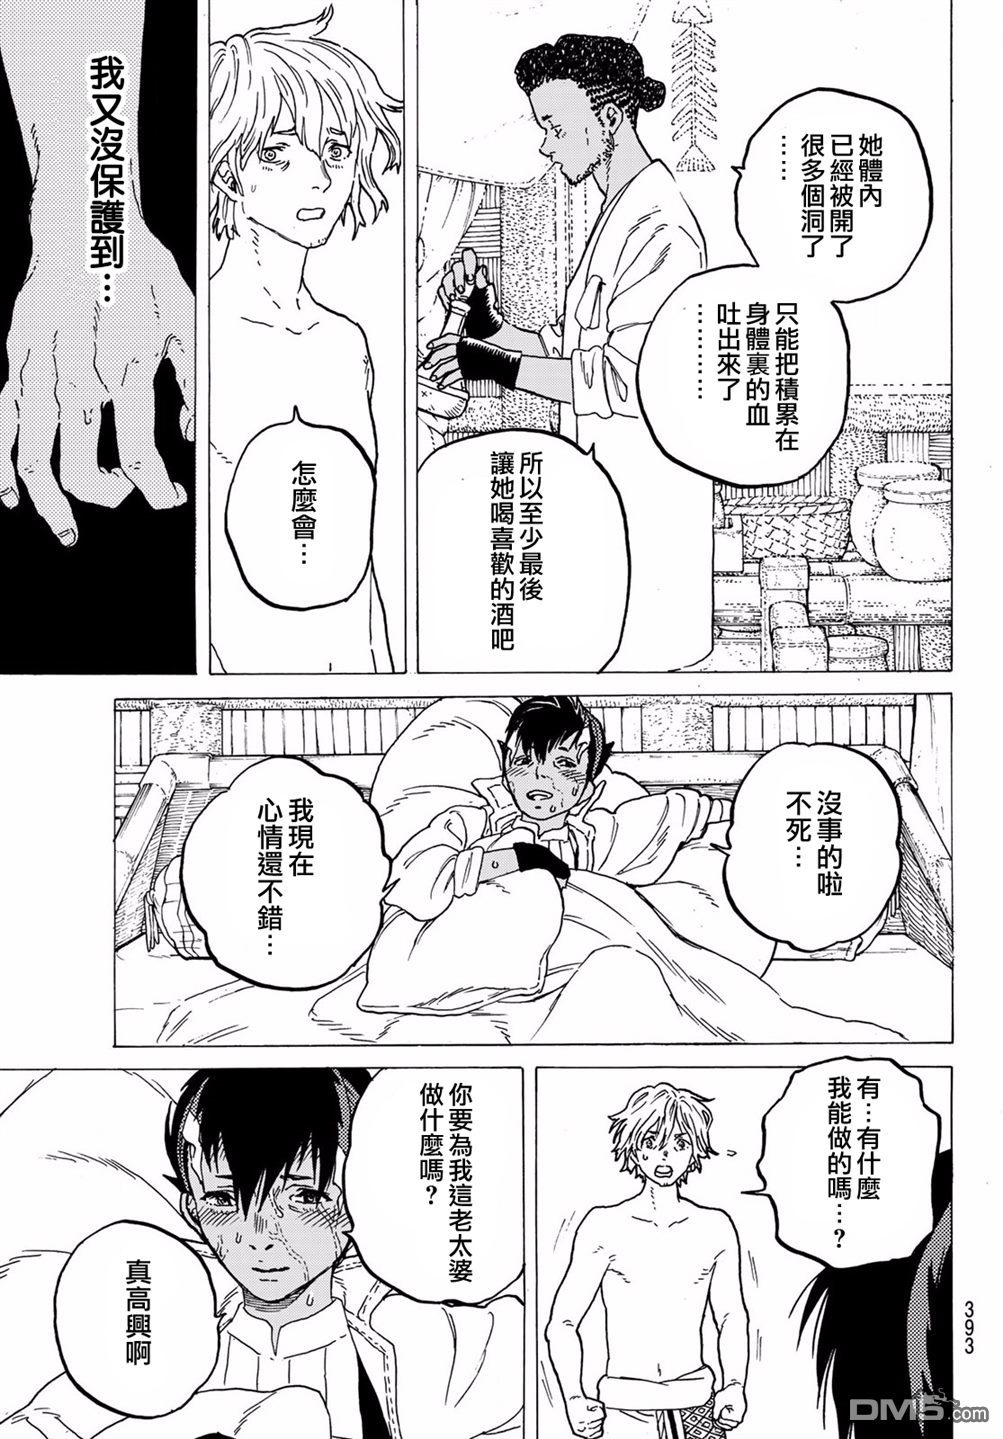 她體內
已經被開了
很多個洞了
……
只能把積累在
身體裏的血
吐出來了
…………
所以至少最後
讓她喝喜歡的酒吧
怎麼會…
我又沒保護到…
沒事的啦
不死…
我現在
心情還不錯…
有…有什麼
我能做的嗎…?
你要為我這老太婆
做什麼嗎?
真高興啊
393
DM5.com